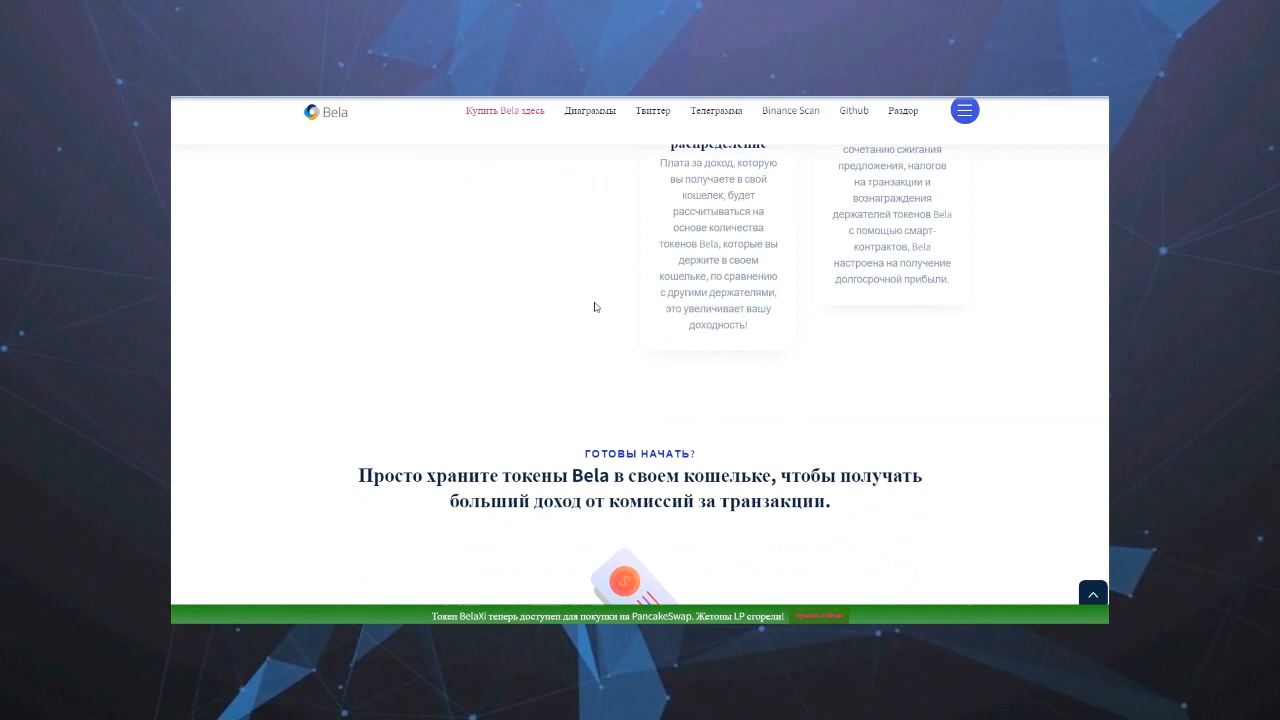 Bela
Купить Bela здесь
Диаграммы
Твиттер
Телеграмма
Binance Scan
Github
Раздор
распределение
Плата за доход, которую
вы получаете в свой
кошелек, будет
рассчитываться на
основе количества
токенов Bela, которые вы
держите в своем
кошельке, по сравнению
с другими держателями,
это увеличивает вашу
доходность!
сочетанию сжигания
предложения, налогов
на транзакции и
вознаграждения
держателей токенов Bela
с помощью смарт-
контрактов, Bela
настроена на получение
долгосрочной прибыли.
ГОТОВЫ НАЧАТЬ?
Просто храните токены Bela в своем кошельке, чтобы получать
больший доход от комиссий за транзакции.
Токен BelaXi теперь доступен для покупки на PancakeSwap. Жетоны LP сгорели!